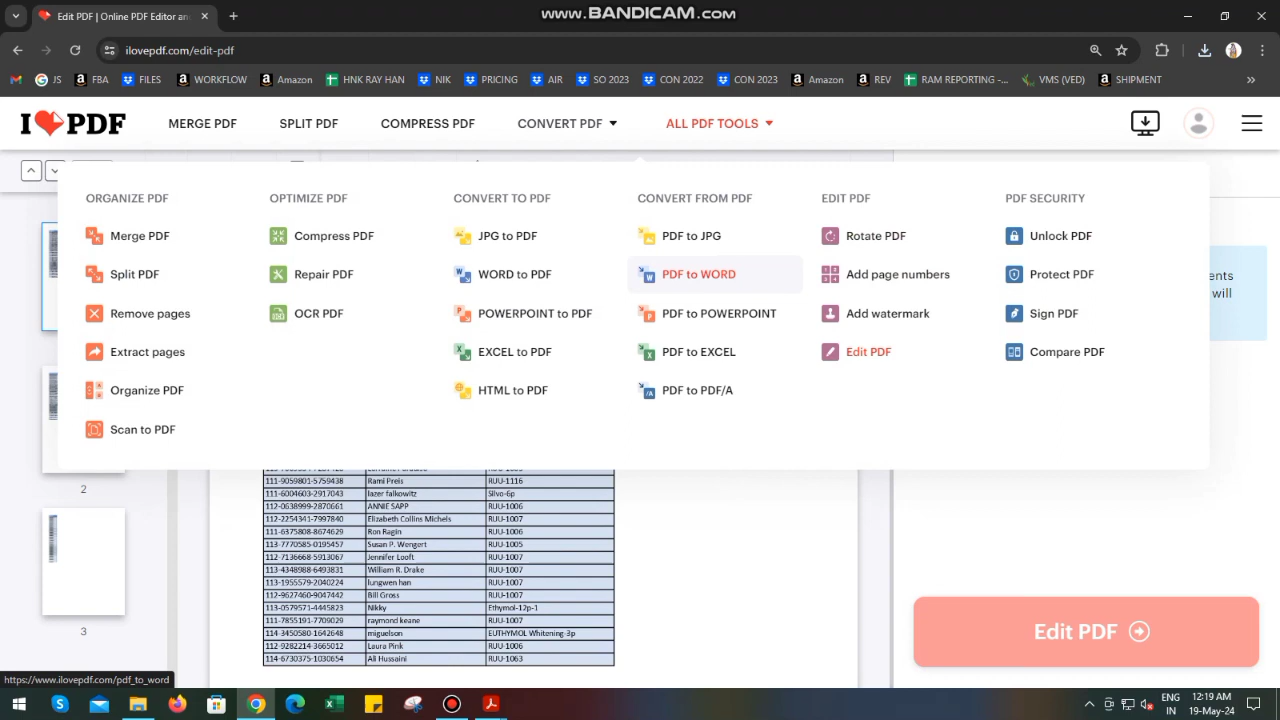 WWW.BANDICAM.COM
Edit PDF | Online PDF Editor an
ilovepdf.com/edit-pdf
JS
FBA
FILES
WORKFLOW
Amazon
HNK RAY HAN
NIK
PRICING
AIR
SO 2023
CON 2022
CON 2023
Amazon
REV
RAM REPORTING -...
VMS (VED)
SHIPMENT
I PDF
MERGE PDF
SPLIT PDF
COMPRESS PDF
CONVERT PDF
ALL PDF TOOLS
ORGANIZE PDF
Merge PDF
Split PDF
Remove pages
Extract pages
Organize PDF
Scan to PDF
OPTIMIZE PDF
Compress PDF
Repair PDF
OCR PDF
CONVERT TO PDF
JPG to PDF
WORD to PDF
POWERPOINT to PDF
EXCEL to PDF
HTML to PDF
CONVERT FROM PDF
PDF to JPG
PDF to WORD
PDF to POWERPOINT
PDF to EXCEL
PDF to PDF/A
EDIT PDF
Rotate PDF
Add page numbers
Add watermark
Edit PDF
PDF SECURITY
Unlock PDF
Protect PDF
Sign PDF
Compare PDF
ents
will
2
3
111-9059801-5759438 Rami Preis RUU-1116
111-6004603-2917043 lazer falkowitz Silvo-6p
112-0638999-2870661 ANNIE SAPP RUU-1006
112-2254341-7997840 Elizabeth Collins Michels RUU-1007
111-6375808-8674629 Ron Ragin RUU-1006
113-7770585-0195457 Susan P. Wengert RUU-1005
112-7136668-5913067 Jennifer Looft RUU-1007
113-4348988-6493831 William R. Drake RUU-1007
113-1955579-2040224 lungwen han RUU-1007
112-9627460-9047442 Bill Gross RUU-1007
113-0579571-4445823 Nikky Ethymol-12p-1
111-7855191-7709042 raymond keane RUU-1007
114-3450580-1642648 miguelson EUTHYMOL Whitening-3p
112-9282214-3665012 Laura Pink RUU-1006
114-6730375-1030654 Ali Hussaini RUU-1063
Edit PDF
https://www.ilovepdf.com/pdf_to_word
ENG
IN
12:19 AM
19-May-24